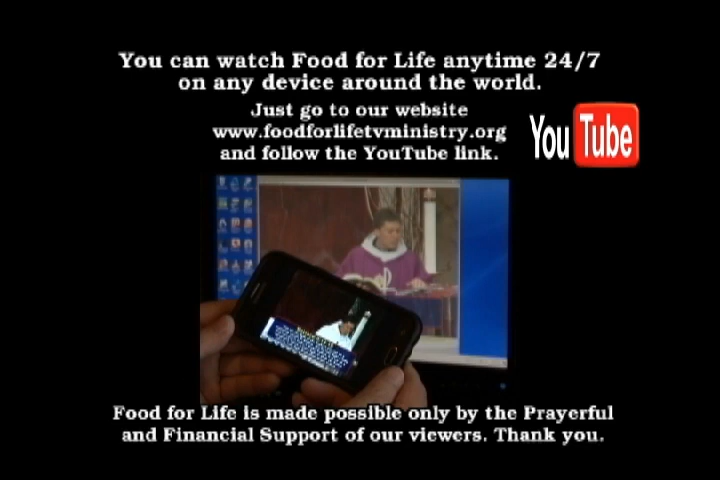 You can watch Food for Life anytime 24/7
on any device around the world.
Just go to our website
www.foodforlifetvministry.org
and follow the YouTube link.
You Tube
Food for Life is made possible only by the Prayerful
and Financial Support of our viewers. Thank you.